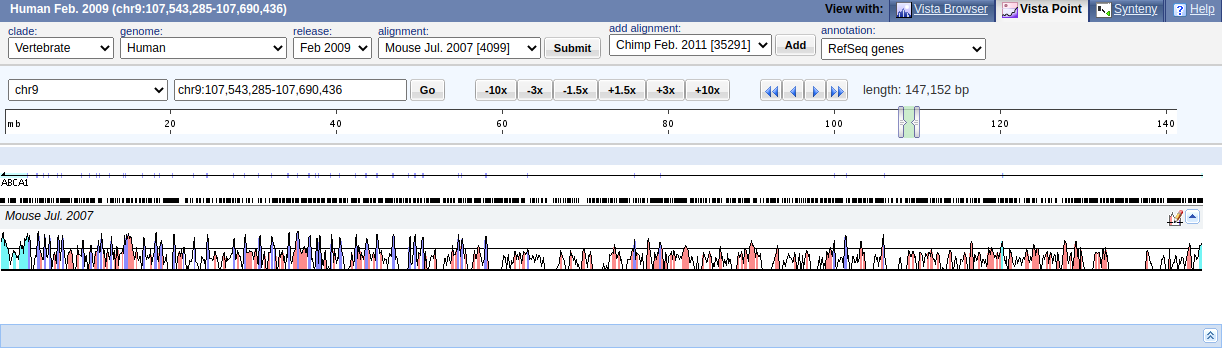 Human Feb. 2009 (chr9:107,543,285-107,690,436) View with: Vista Browser Vista Point Synteny ? Help
clade: genome: release: alignment: add alignment: annotation:
Vertebrate Human Feb 2009 Mouse Jul. 2007 [4099] Submit Chimp Feb. 2011 [35291] Add RefSeq genes
chr9 chr9:107,543,285-107,690,436 Go -10x -3x -1.5x +1.5x +3x +10x length: 147,152 bp
mb 20 40 60 80 100 120 140
ABCA1
Mouse Jul. 2007